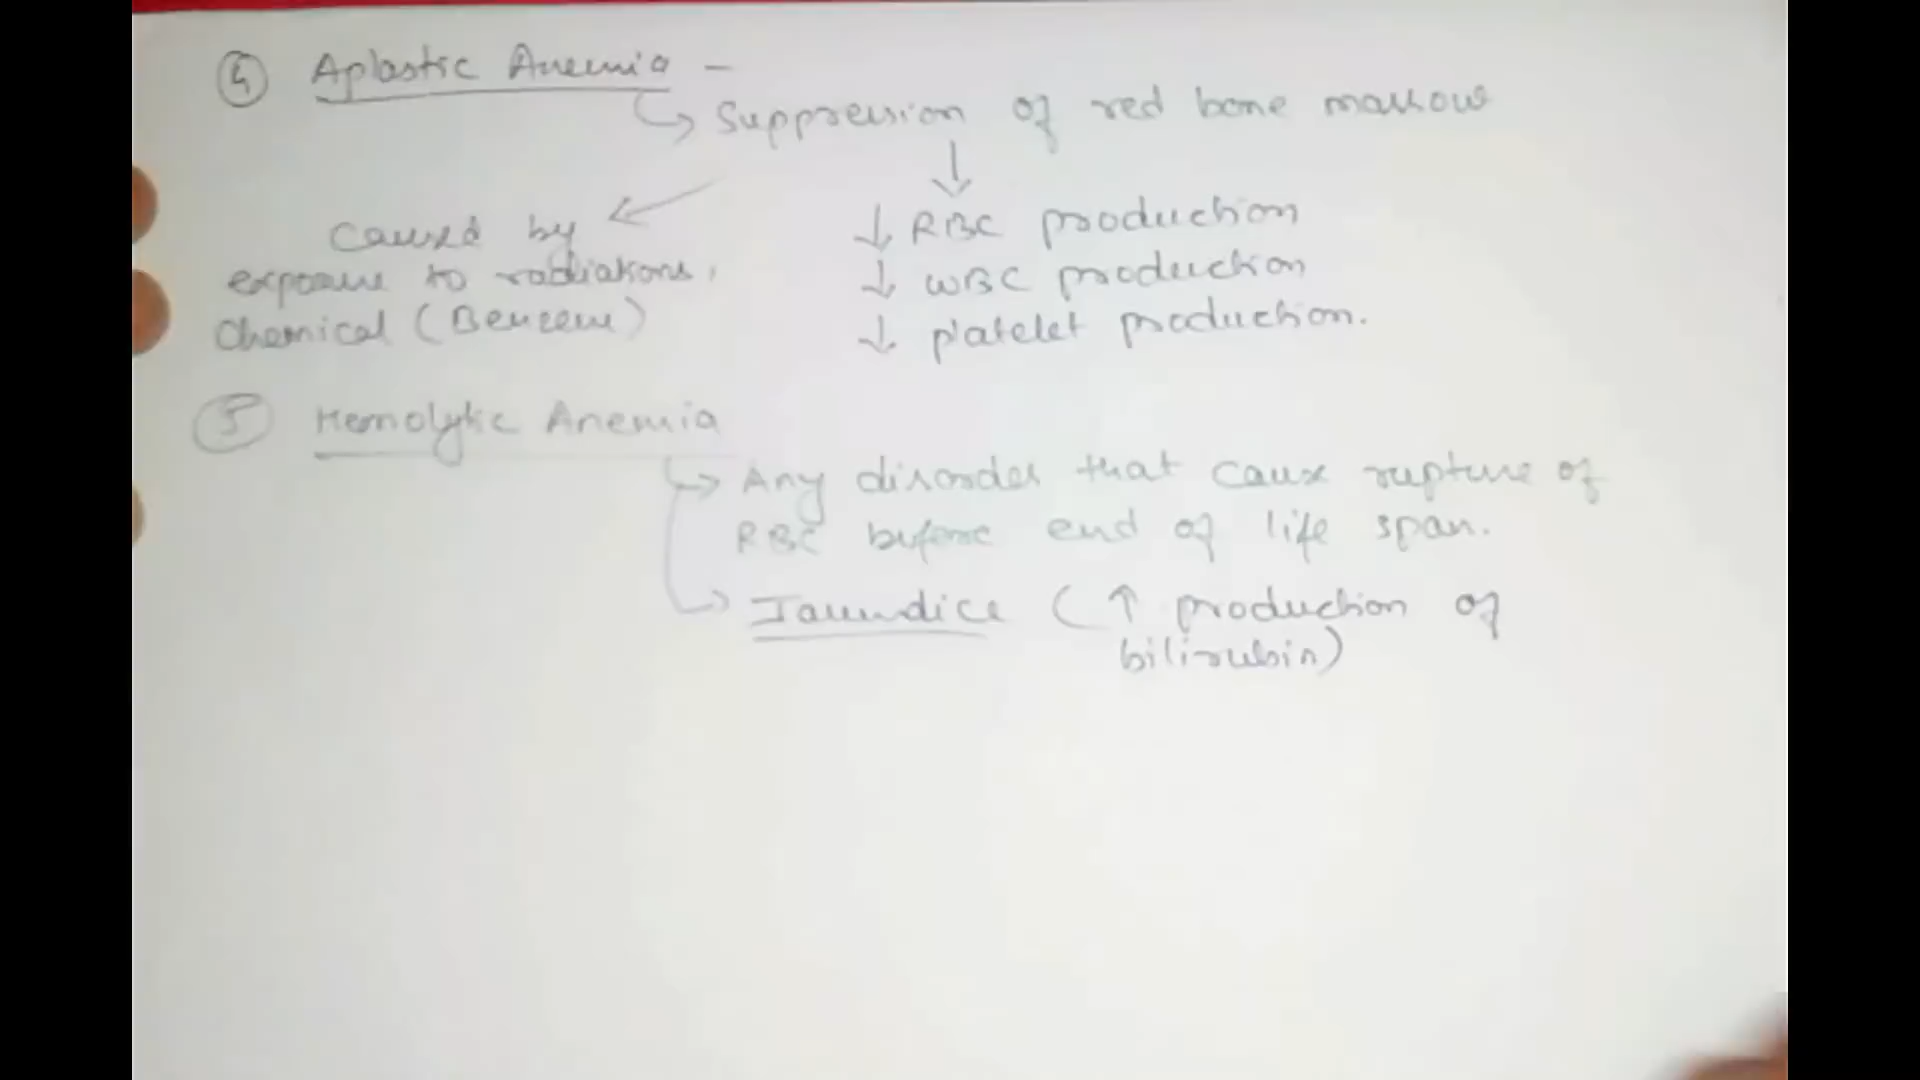 ④ Aplastic Anemia -
↳ Suppression of red bone marrow
↓
Caused by
exposure to radiations,
Chemical (Benzene)
↓ RBC production
↓ WBC production
↓ platelet production.
⑤ Hemolytic Anemia
→ Any disorder that cause rupture of
RBC before end of life span.
→ Jaundice (↑ production of
bilirubin)